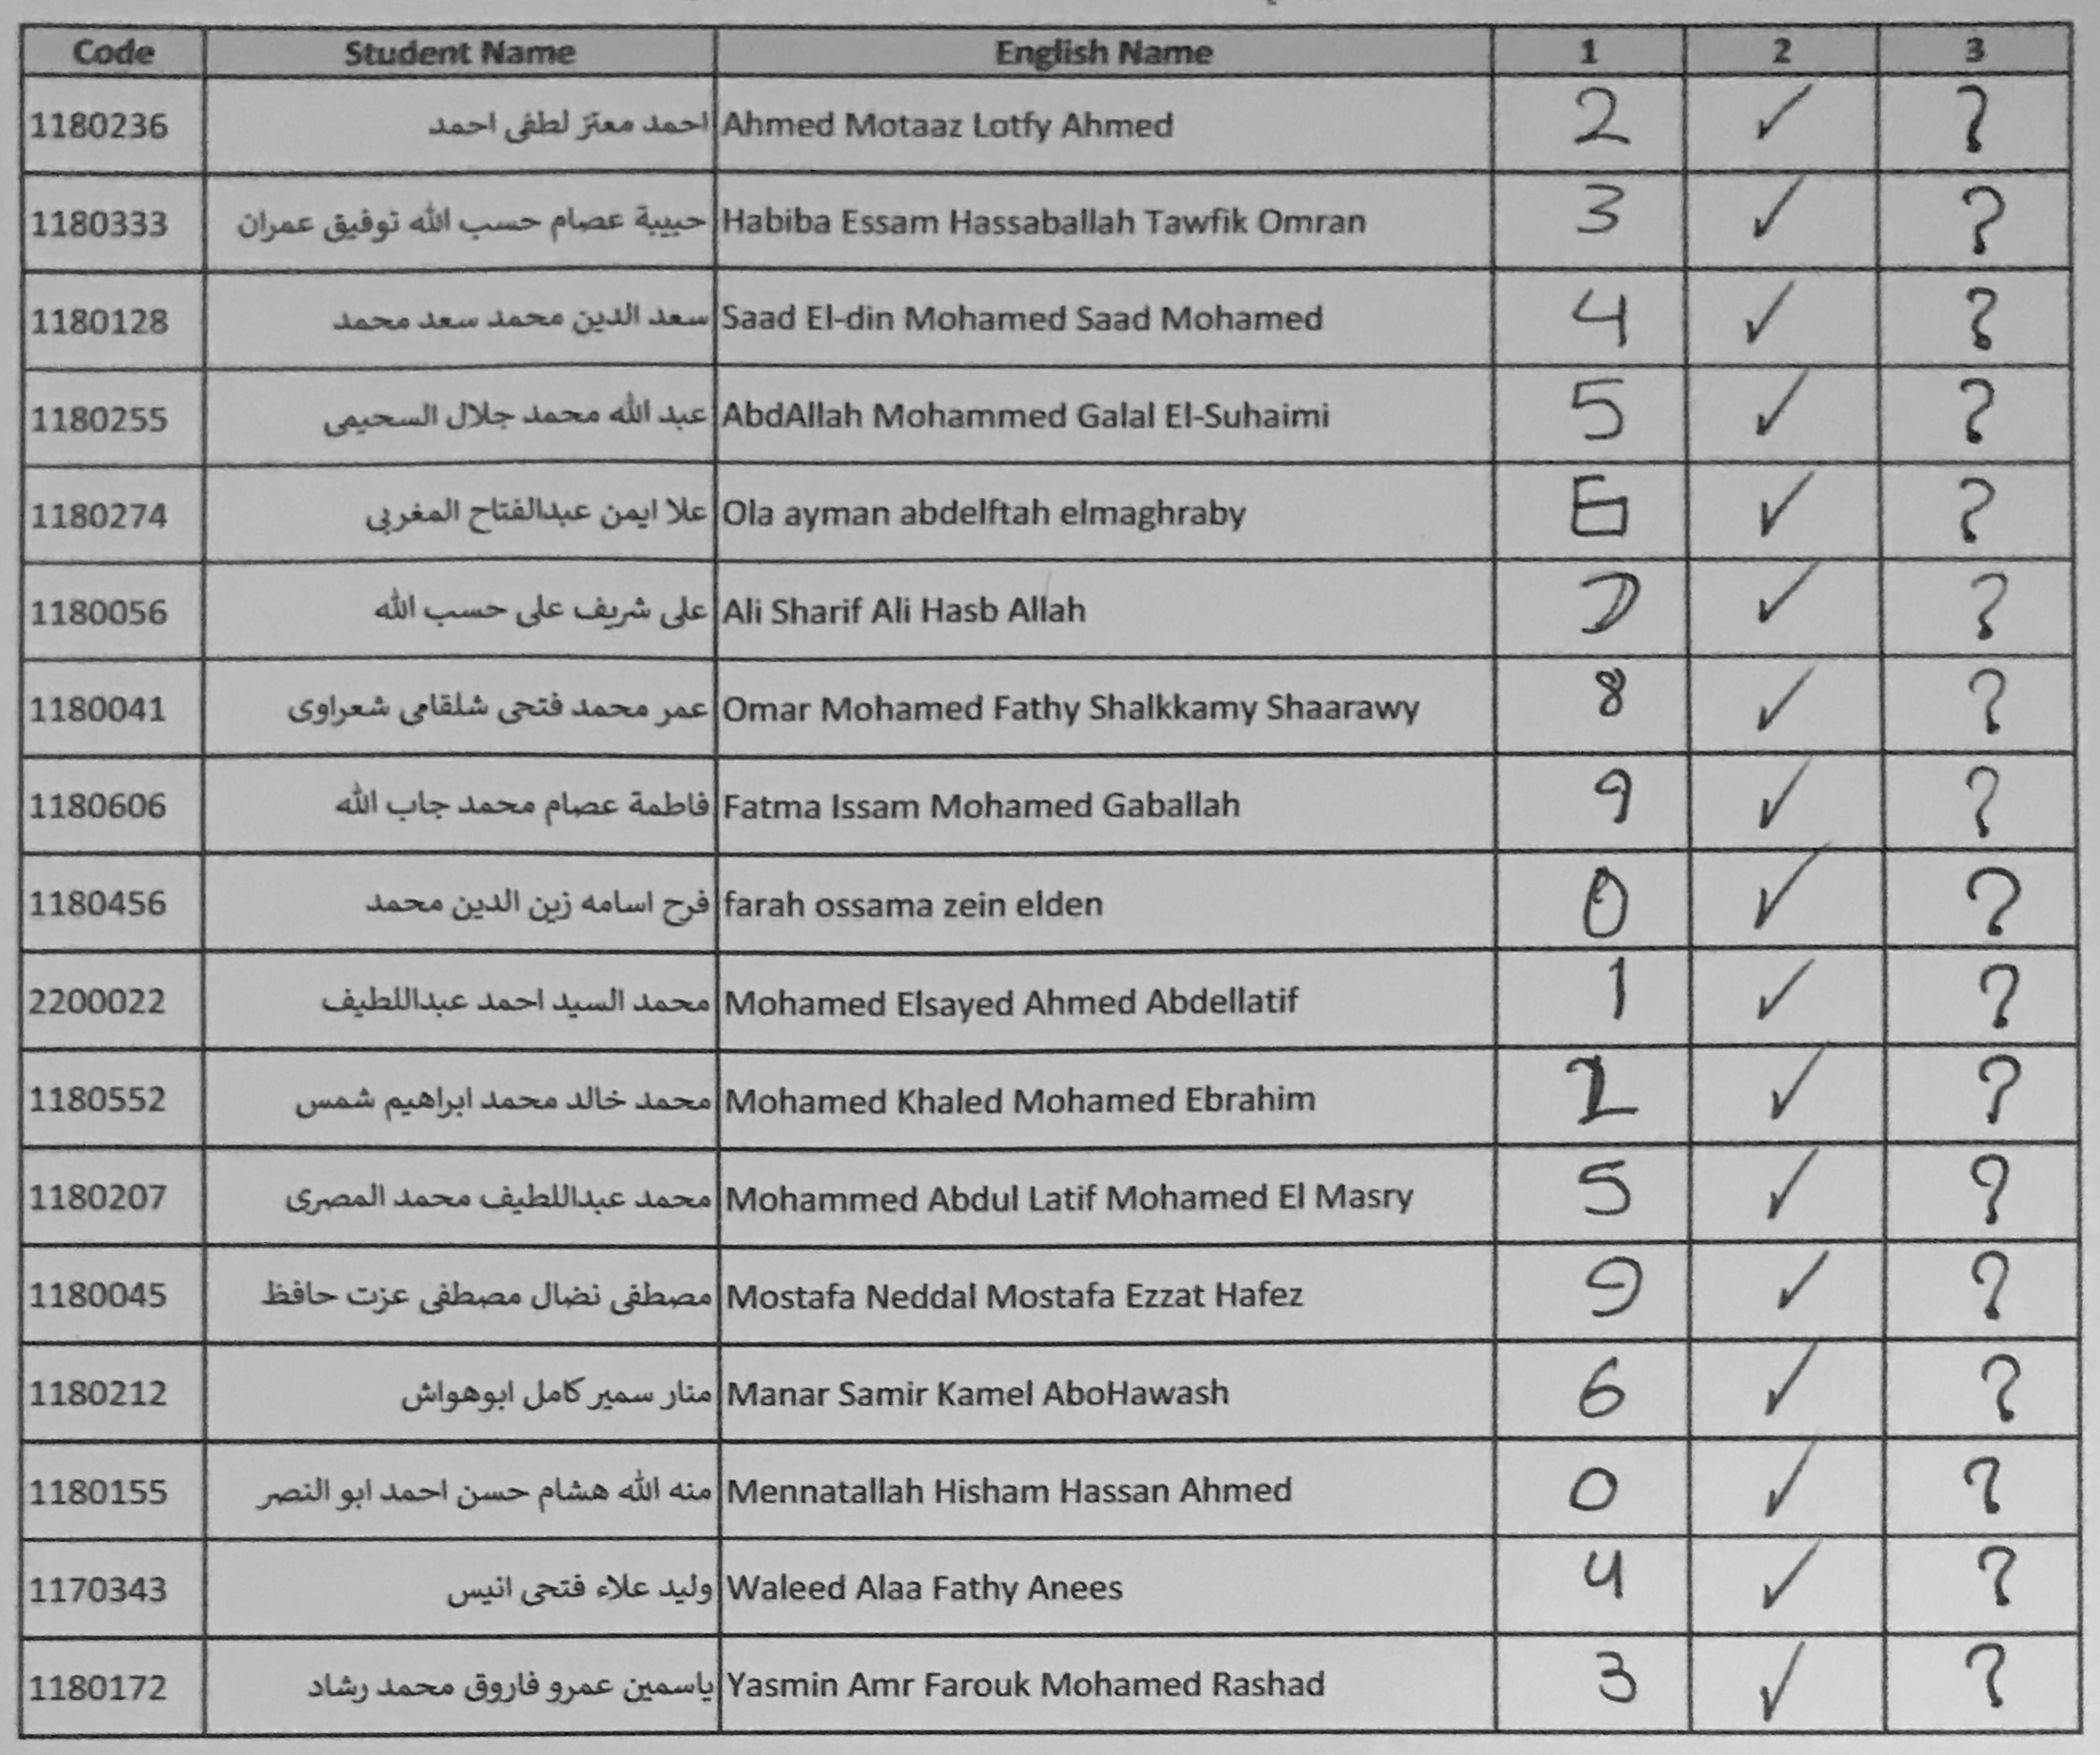 Code Student Name English Name 1 2 3
1180236 احمد معتز لطفى احمد Ahmed Motaaz Lotfy Ahmed 2 ✓ ?
1180333 حبيبة عصام حسب الله توفيق عمران Habiba Essam Hassaballah Tawfik Omran 3 ✓ ?
1180128 سعد الدين محمد سعد محمد Saad El-din Mohamed Saad Mohamed 4 ✓ ?
1180255 عبد الله محمد جلال السحيمى AbdAllah Mohammed Galal El-Suhaimi 5 ✓ ?
1180274 علا ايمن عبدالفتاح المغربي Ola ayman abdelftah elmaghraby 6 ✓ ?
1180056 على شريف على حسب الله Ali Sharif Ali Hasb Allah ✓ ?
1180041 عمر محمد فتحى شلقامى شعراوى Omar Mohamed Fathy Shalkkamy Shaarawy 8 ✓ ?
1180606 فاطمة عصام محمد جاب الله Fatma Issam Mohamed Gaballah 9 ✓ ?
1180456 فرح اسامه زين الدين محمد farah ossama zein elden 0 ✓ ?
2200022 محمد السيد احمد عبداللطيف Mohamed Elsayed Ahmed Abdellatif 1 ✓ ?
1180552 محمد خالد محمد ابراهيم شمس Mohamed Khaled Mohamed Ebrahim 2 ✓ ?
1180207 محمد عبداللطيف محمد المصرى Mohammed Abdul Latif Mohamed El Masry 5 ✓ ?
1180045 مصطفى نضال مصطفى عزت حافظ Mostafa Neddal Mostafa Ezzat Hafez 9 ✓ ?
1180212 منار سمير كامل ابوهواش Manar Samir Kamel AboHawash 6 ✓ ?
1180155 منه الله هشام حسن احمد ابو النصر Mennatallah Hisham Hassan Ahmed 0 ✓ ?
1170343 وليد علاء فتحى انيس Waleed Alaa Fathy Anees 4 ✓ ?
1180172 ياسمين عمرو فاروق محمد رشاد Yasmin Amr Farouk Mohamed Rashad 3 ✓ ?